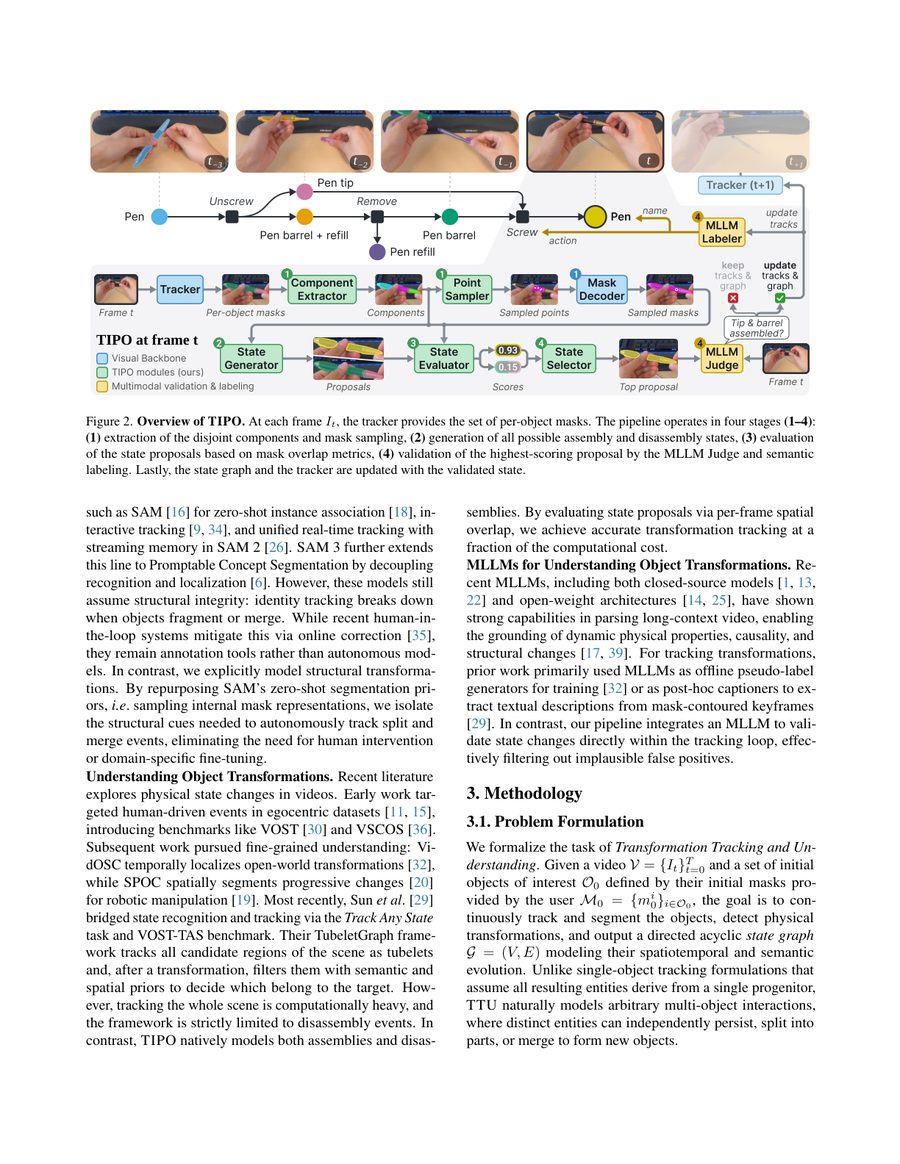 t−3
t−2
t−1
t
t+1
Tracker (t+1)
Unscrew
Pen tip
Remove
Pen
Pen barrel + refill
Pen barrel
Screw
Pen
name
action
4
MLLM
Labeler
update
tracks
Pen refill
keep
tracks &
graph
update
tracks &
graph
Frame t
Tracker
Per-object masks
1
Component
Extractor
Components
1
Point
Sampler
Sampled points
1
Mask
Decoder
Sampled masks
Tip & barrel
assembled?
TIPO at frame t
Visual Backbone
TIPO modules (ours)
Multimodal validation & labeling
2
State
Generator
Proposals
3
State
Evaluator
0.93
0.15
Scores
4
State
Selector
Top proposal
4
MLLM
Judge
Frame t
Figure 2. Overview of TIPO. At each frame I_t, the tracker provides the set of per-object masks. The pipeline operates in four stages (1–4):
(1) extraction of the disjoint components and mask sampling, (2) generation of all possible assembly and disassembly states, (3) evaluation
of the state proposals based on mask overlap metrics, (4) validation of the highest-scoring proposal by the MLLM Judge and semantic
labeling. Lastly, the state graph and the tracker are updated with the validated state.
such as SAM [16] for zero-shot instance association [18], in-
teractive tracking [9, 34], and unified real-time tracking with
streaming memory in SAM 2 [26]. SAM 3 further extends
this line to Promptable Concept Segmentation by decoupling
recognition and localization [6]. However, these models still
assume structural integrity: identity tracking breaks down
when objects fragment or merge. While recent human-in-
the-loop systems mitigate this via online correction [35],
they remain annotation tools rather than autonomous mod-
els. In contrast, we explicitly model structural transforma-
tions. By repurposing SAM's zero-shot segmentation pri-
ors, i.e. sampling internal mask representations, we isolate
the structural cues needed to autonomously track split and
merge events, eliminating the need for human intervention
or domain-specific fine-tuning.
Understanding Object Transformations. Recent literature
explores physical state changes in videos. Early work tar-
geted human-driven events in egocentric datasets [11, 15],
introducing benchmarks like VOST [30] and VSCOS [36].
Subsequent work pursued fine-grained understanding: Vi-
dOSC temporally localizes open-world transformations [32],
while SPOC spatially segments progressive changes [20]
for robotic manipulation [19]. Most recently, Sun et al. [29]
bridged state recognition and tracking via the Track Any State
task and VOST-TAS benchmark. Their TubeletGraph frame-
work tracks all candidate regions of the scene as tubelets
and, after a transformation, filters them with semantic and
spatial priors to decide which belong to the target. How-
ever, tracking the whole scene is computationally heavy, and
the framework is strictly limited to disassembly events. In
contrast, TIPO natively models both assemblies and disas-
semblies. By evaluating state proposals via per-frame spatial
overlap, we achieve accurate transformation tracking at a
fraction of the computational cost.
MLLMs for Understanding Object Transformations. Re-
cent MLLMs, including both closed-source models [1, 13,
22] and open-weight architectures [14, 25], have shown
strong capabilities in parsing long-context video, enabling
the grounding of dynamic physical properties, causality, and
structural changes [17, 39]. For tracking transformations,
prior work primarily used MLLMs as offline pseudo-label
generators for training [32] or as post-hoc captioners to ex-
tract textual descriptions from mask-contoured keyframes
[29]. In contrast, our pipeline integrates an MLLM to vali-
date state changes directly within the tracking loop, effec-
tively filtering out implausible false positives.
3. Methodology
3.1. Problem Formulation
We formalize the task of Transformation Tracking and Un-
derstanding. Given a video V = {I_t}_{t=0}^T and a set of initial
objects of interest O_0 defined by their initial masks pro-
vided by the user M_0 = {m_0^i}_{i∈O_0}, the goal is to con-
tinuously track and segment the objects, detect physical
transformations, and output a directed acyclic state graph
G = (V, E) modeling their spatiotemporal and semantic
evolution. Unlike single-object tracking formulations that
assume all resulting entities derive from a single progenitor,
TTU naturally models arbitrary multi-object interactions,
where distinct entities can independently persist, split into
parts, or merge to form new objects.